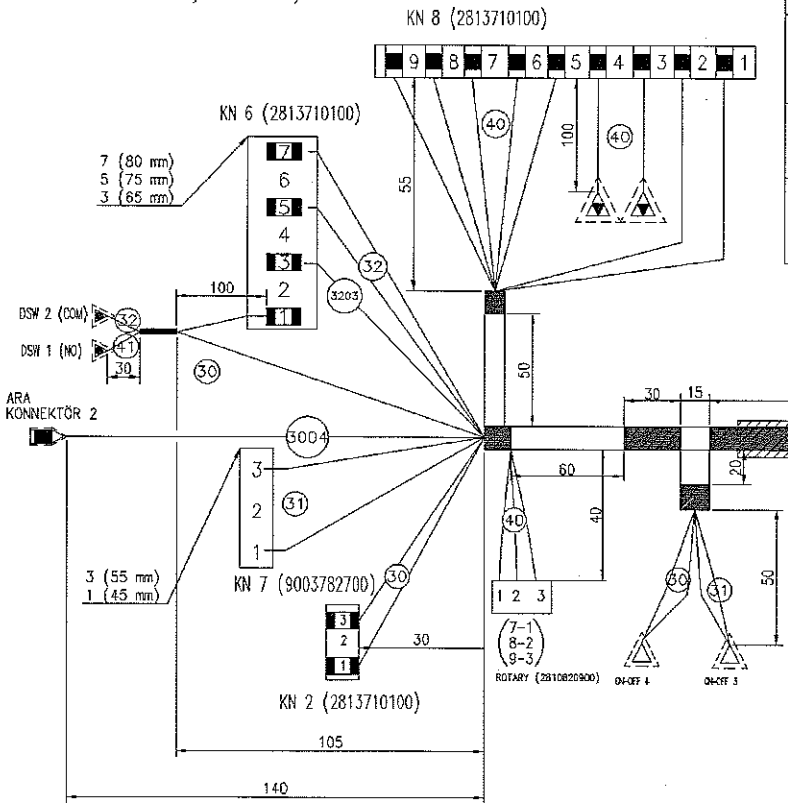 KN 8 (2813710100)
9 8 7 6 5 4 3 2 1
KN 6 (2813710100)
7 (80 mm)
5 (75 mm)
3 (65 mm)
7
6
5
4
3
2
1
40
40
100
55
32
3203
100
DSW 2 (COM)
32
DSW 1 (NO)
41
30
30
50
30
15
ARA
KONNEKTÖR 2
3004
3
2
1
31
60
20
40
40
50
3 (55 mm)
1 (45 mm)
KN 7 (9003782700)
30
3
2
1
30
KN 2 (2813710100)
1 2 3
(7-1
8-2
9-3)
ROTARY (2810820900)
30
31
ON-OFF 4
ON-OFF 3
105
140